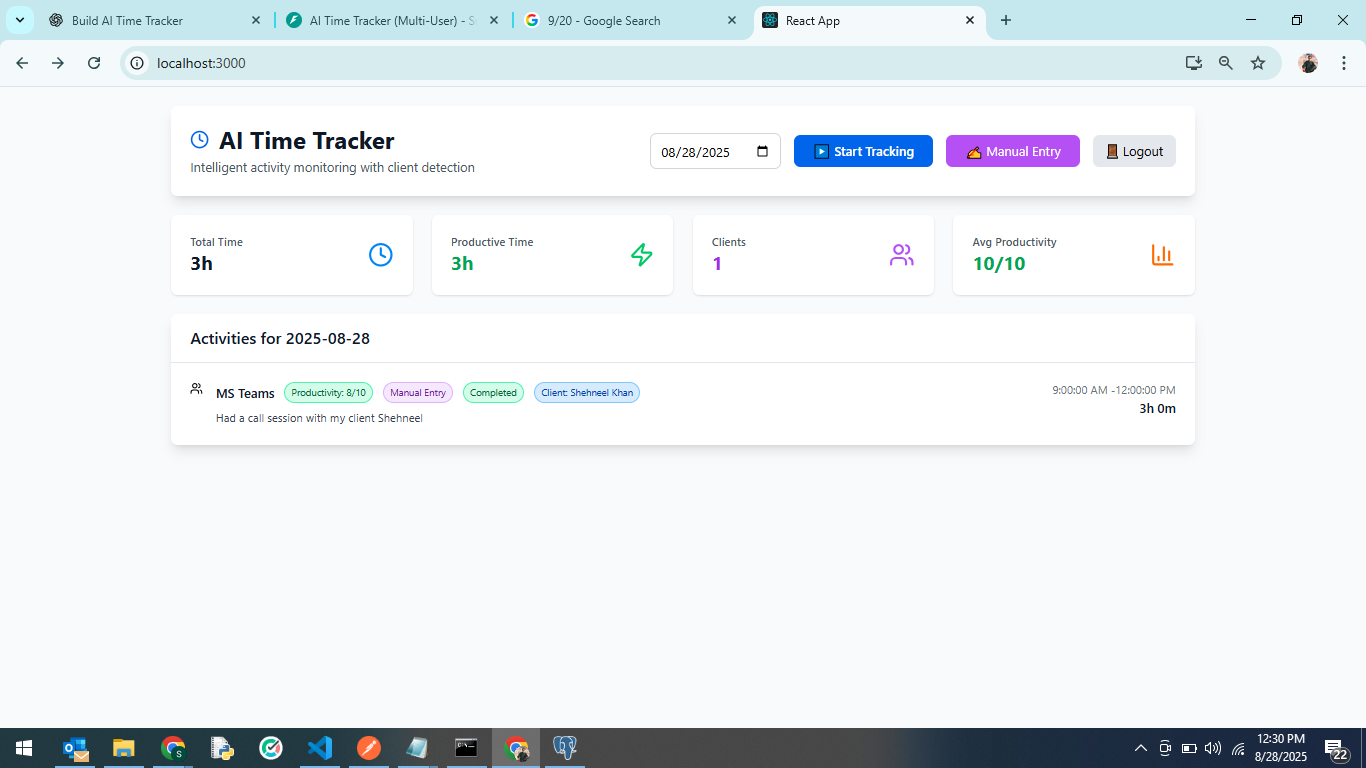 Build AI Time Tracker
AI Time Tracker (Multi-User) - S
9/20 - Google Search
React App
localhost:3000
AI Time Tracker
Intelligent activity monitoring with client detection
08/28/2025
Start Tracking
Manual Entry
Logout
Total Time
3h
Productive Time
3h
Clients
1
Avg Productivity
10/10
Activities for 2025-08-28
MS Teams
Productivity: 8/10
Manual Entry
Completed
Client: Shehneel Khan
9:00:00 AM -12:00:00 PM
Had a call session with my client Shehneel
3h 0m
S
12:30 PM
8/28/2025
22